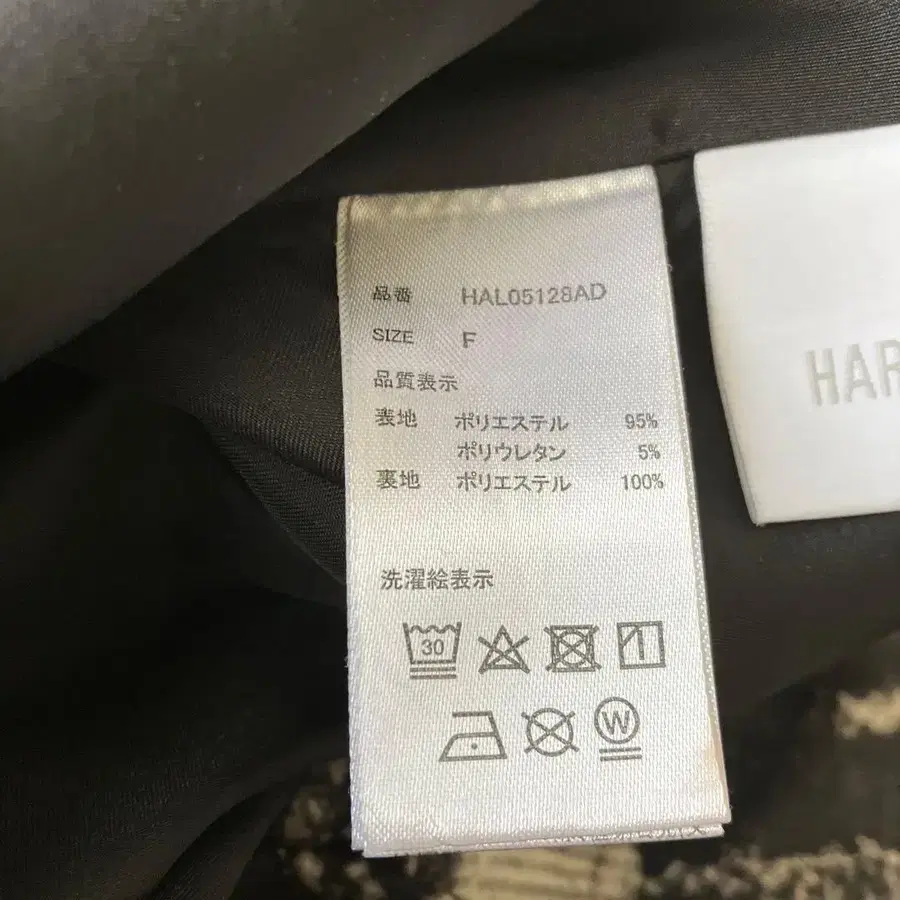 品番 HAL05128AD
SIZE F
品質表示
表地 ポリエステル 95%
ポリウレタン 5%
裏地 ポリエステル 100%
洗濯絵表示
30
W
HAR